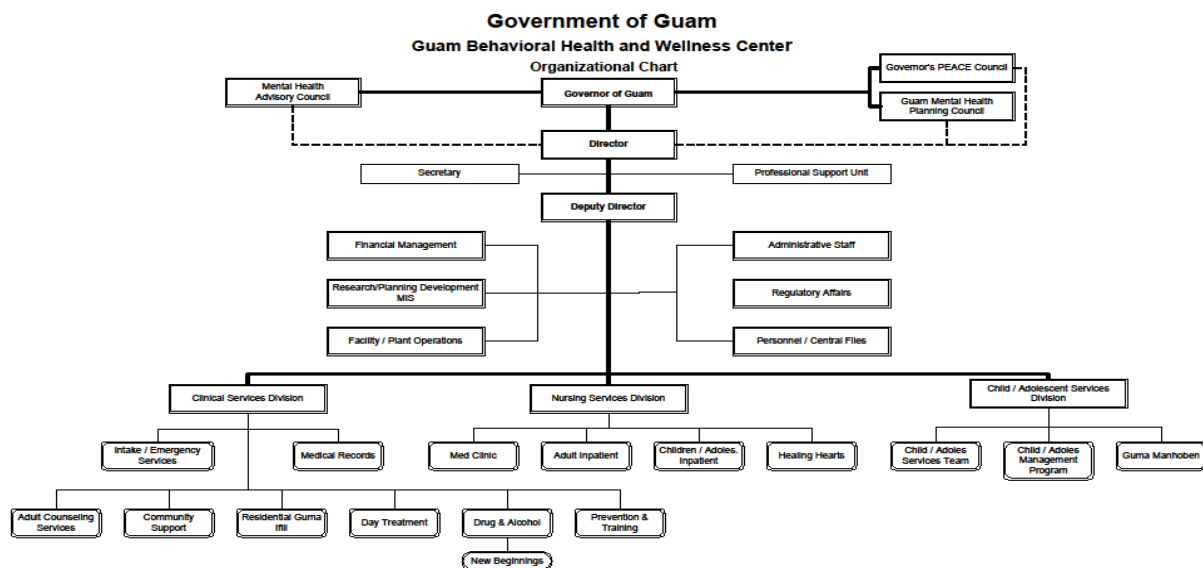 Government of Guam
Guam Behavioral Health and Wellness Center
Organizational Chart
Mental Health
Advisory Council
Governor of Guam
Governor's PEACE Council
Guam Mental Health
Planning Council
Director
Secretary
Professional Support Unit
Deputy Director
Financial Management
Administrative Staff
Research/Planning Development
MIS
Regulatory Affairs
Facility / Plant Operations
Personnel / Central Files
Clinical Services Division
Nursing Services Division
Child / Adolescent Services
Division
Intake / Emergency
Services
Medical Records
Med Clinic
Adult Inpatient
Children / Adoles.
Inpatient
Healing Hearts
Child / Adoles
Services Team
Child / Adoles
Management
Program
Guma Manhoben
Adult Counseling
Services
Community
Support
Residential Guma
Ifil
Day Treatment
Drug & Alcohol
Prevention &
Training
New Beginnings